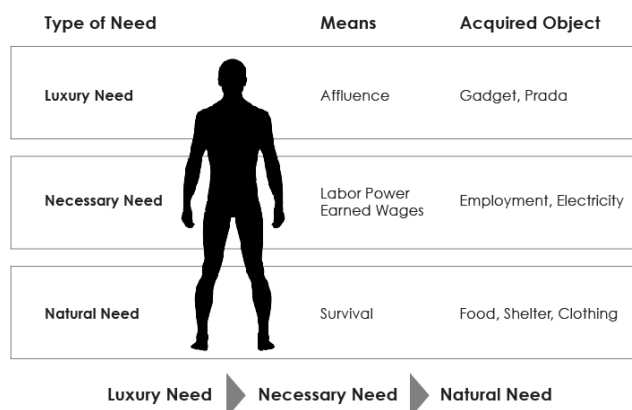 Type of Need Means Acquired Object
Luxury Need Affluence Gadget, Prada
Necessary Need Labor Power
Earned Wages Employment, Electricity
Natural Need Survival Food, Shelter, Clothing
Luxury Need Necessary Need Natural Need